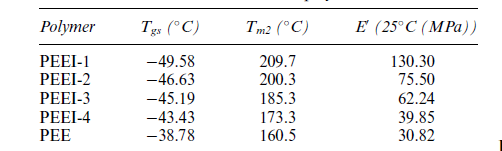 Polymer Tgs (°C) Tm2 (°C) E′ (25°C (MPa))
PEEI-1 −49.58 209.7 130.30
PEEI-2 −46.63 200.3 75.50
PEEI-3 −45.19 185.3 62.24
PEEI-4 −43.43 173.3 39.85
PEE −38.78 160.5 30.82